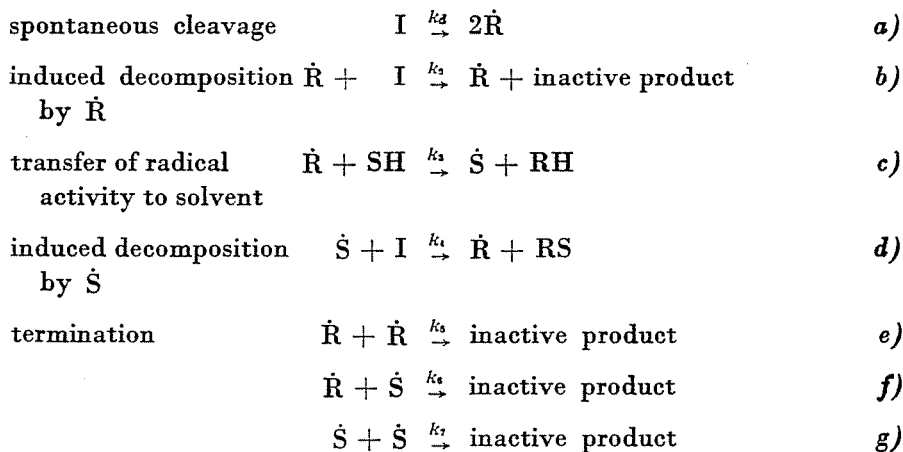 spontaneous cleavage I k_d → 2Ṙ a)
induced decomposition Ṙ + I k₂ → Ṙ + inactive product b)
by Ṙ
transfer of radical Ṙ + SH k₃ → Ṡ + RH c)
activity to solvent
induced decomposition Ṡ + I k₄ → Ṙ + RS d)
by Ṡ
termination Ṙ + Ṙ k₅ → inactive product e)
Ṙ + Ṡ k₆ → inactive product f)
Ṡ + Ṡ k₇ → inactive product g)